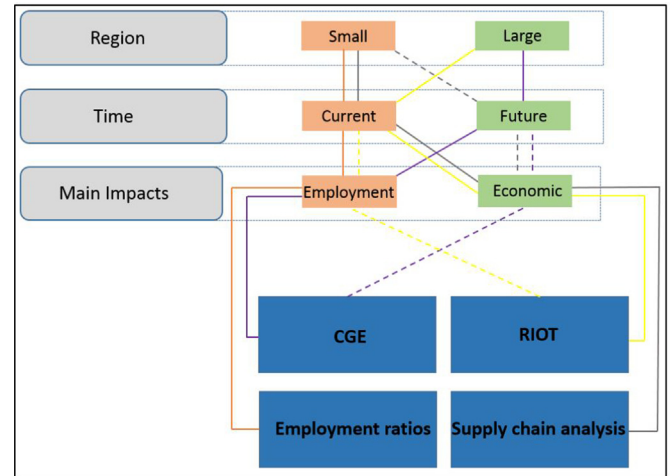 Region
Small
Large
Time
Current
Future
Main Impacts
Employment
Economic
CGE
RIOT
Employment ratios
Supply chain analysis